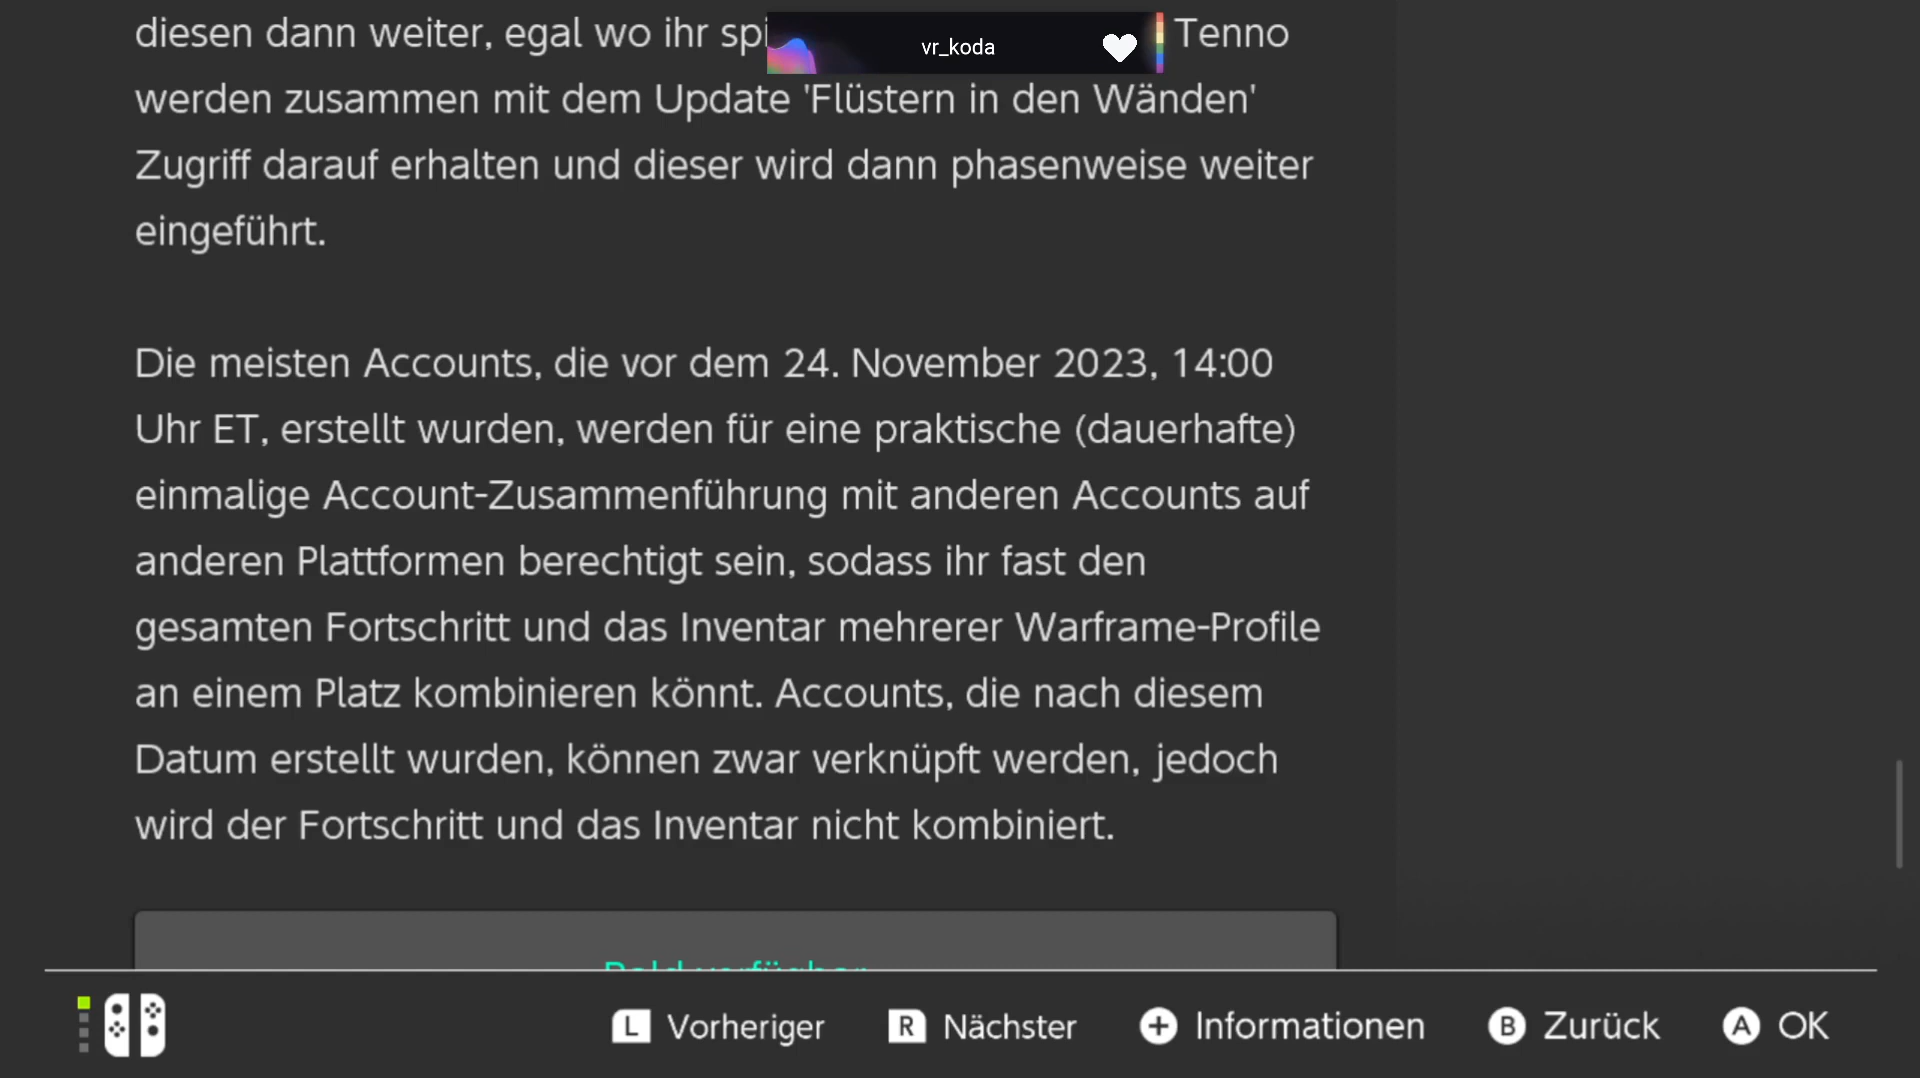 diesen dann weiter, egal wo ihr Tenno
vr_koda
werden zusammen mit dem Update 'Flüstern in den Wänden'
Zugriff darauf erhalten und dieser wird dann phasenweise weiter
eingeführt.
Die meisten Accounts, die vor dem 24. November 2023, 14:00
Uhr ET, erstellt wurden, werden für eine praktische (dauerhafte)
einmalige Account-Zusammenführung mit anderen Accounts auf
anderen Plattformen berechtigt sein, sodass ihr fast den
gesamten Fortschritt und das Inventar mehrerer Warframe-Profile
an einem Platz kombinieren könnt. Accounts, die nach diesem
Datum erstellt wurden, können zwar verknüpft werden, jedoch
wird der Fortschritt und das Inventar nicht kombiniert.
Bald verfügbar
L Vorheriger R Nächster + Informationen B Zurück A OK